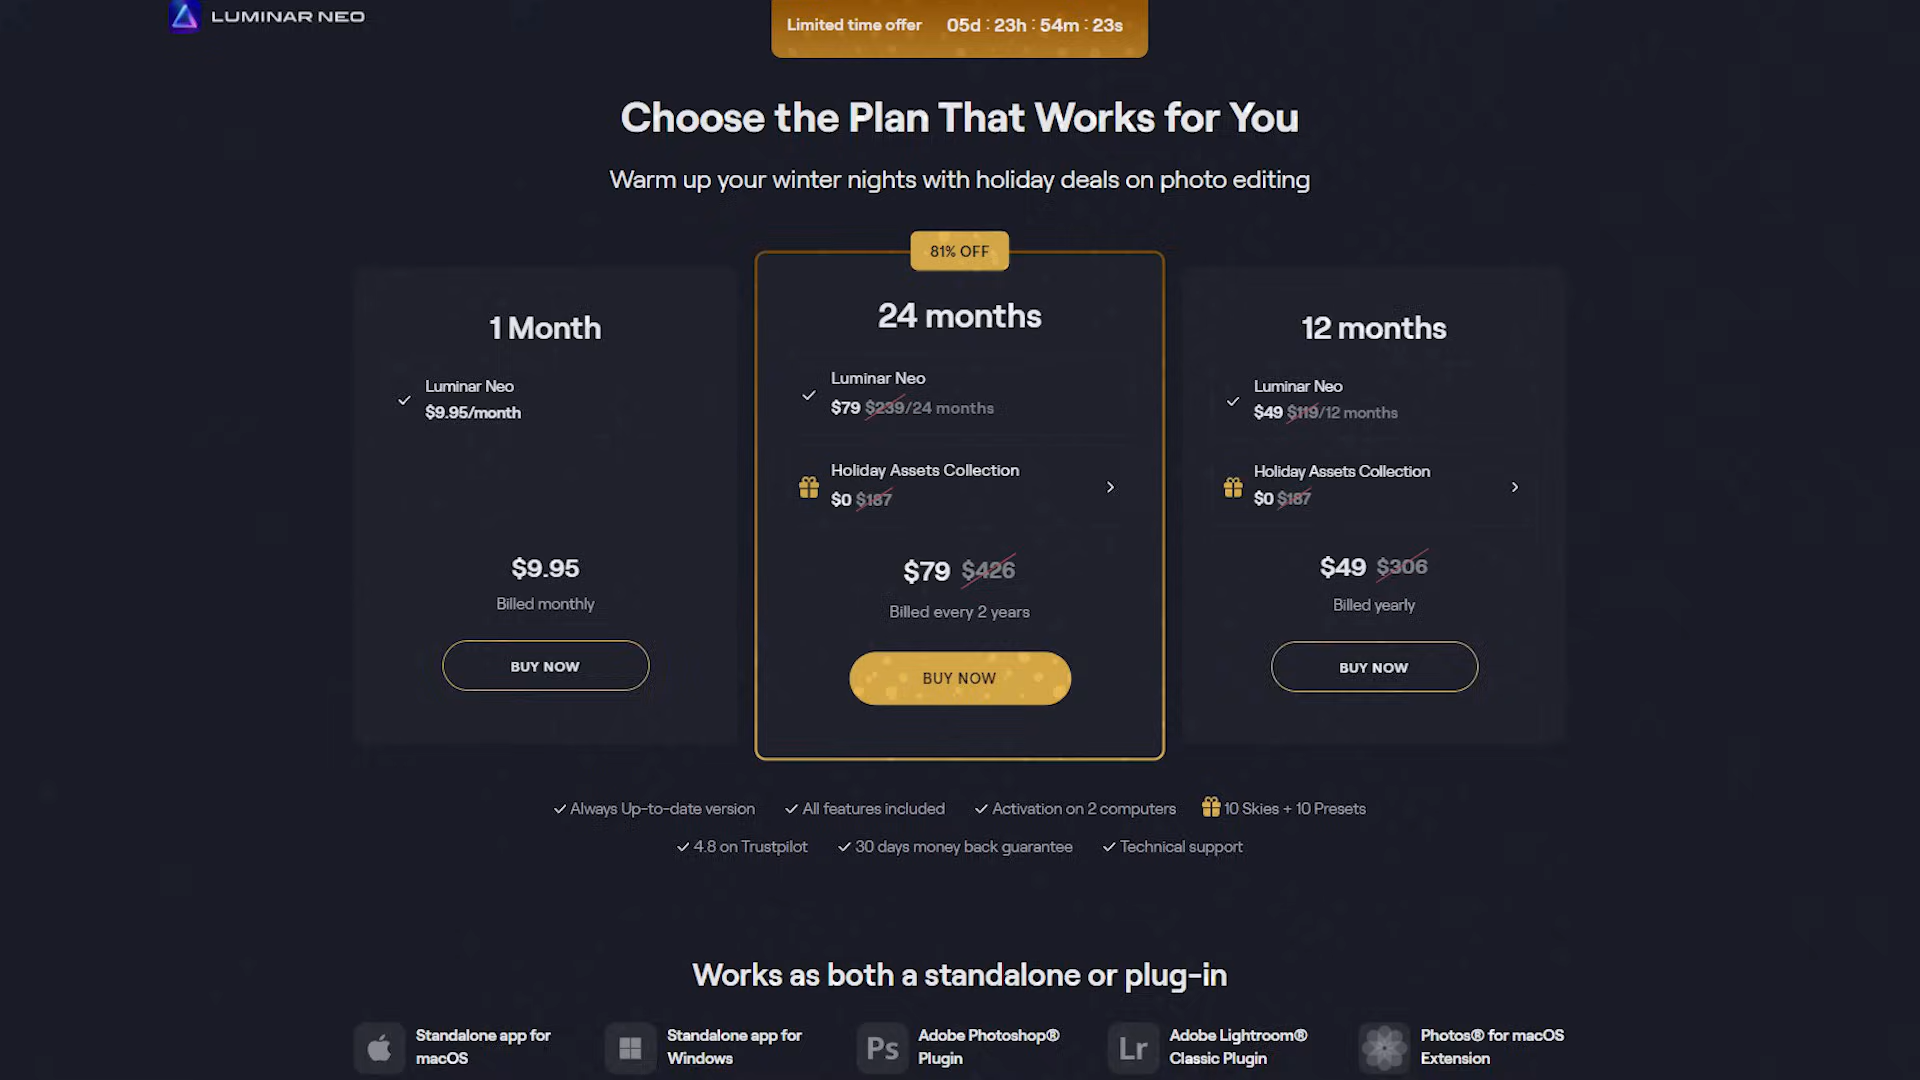 LUMINAR NEO
Limited time offer 05d : 23h : 54m : 23s
Choose the Plan That Works for You
Warm up your winter nights with holiday deals on photo editing
1 Month
Luminar Neo
$9.95/month
$9.95
Billed monthly
BUY NOW
81% OFF
24 months
Luminar Neo
$79 $239/24 months
Holiday Assets Collection
$0 $187
$79 $426
Billed every 2 years
BUY NOW
12 months
Luminar Neo
$49 $119/12 months
Holiday Assets Collection
$0 $187
$49 $306
Billed yearly
BUY NOW
Always Up-to-date version All features included Activation on 2 computers 10 Skies + 10 Presets
4.8 on Trustpilot 30 days money back guarantee Technical support
Works as both a standalone or plug-in
Standalone app for
macOS
Standalone app for
Windows
Ps
Adobe Photoshop®
Plugin
Lr
Adobe Lightroom®
Classic Plugin
Photos® for macOS
Extension